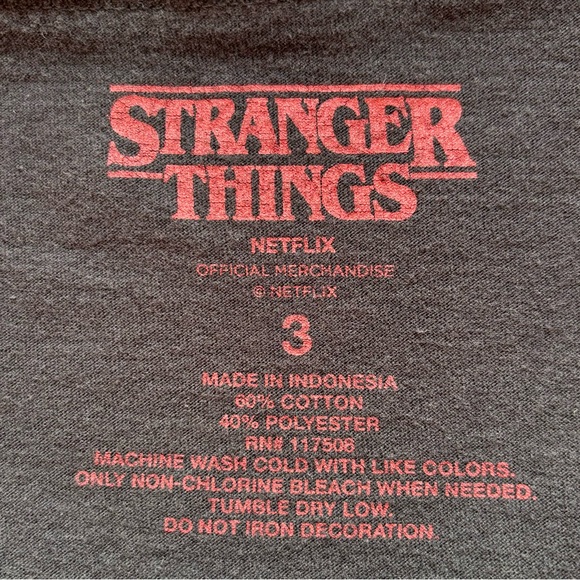 STRANGER
THINGS
NETFLIX
OFFICIAL MERCHANDISE
© NETFLIX
3
MADE IN INDONESIA
60% COTTON
40% POLYESTER
RN# 117508
MACHINE WASH COLD WITH LIKE COLORS.
ONLY NON-CHLORINE BLEACH WHEN NEEDED.
TUMBLE DRY LOW.
DO NOT IRON DECORATION